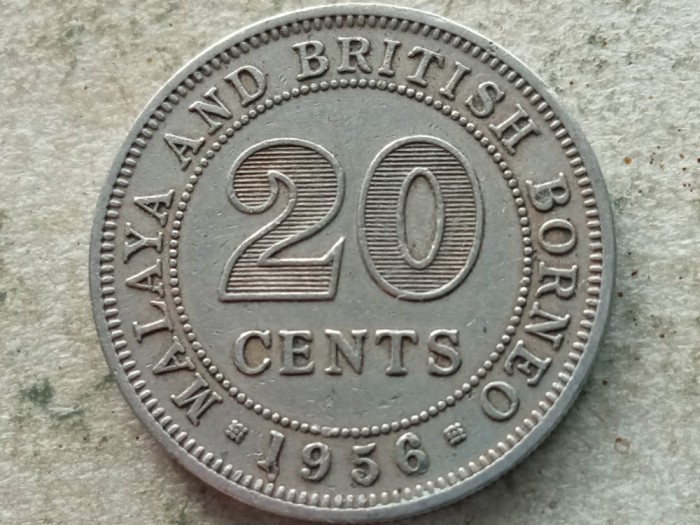 MALAYA AND BRITISH BORNEO
20
CENTS
1956